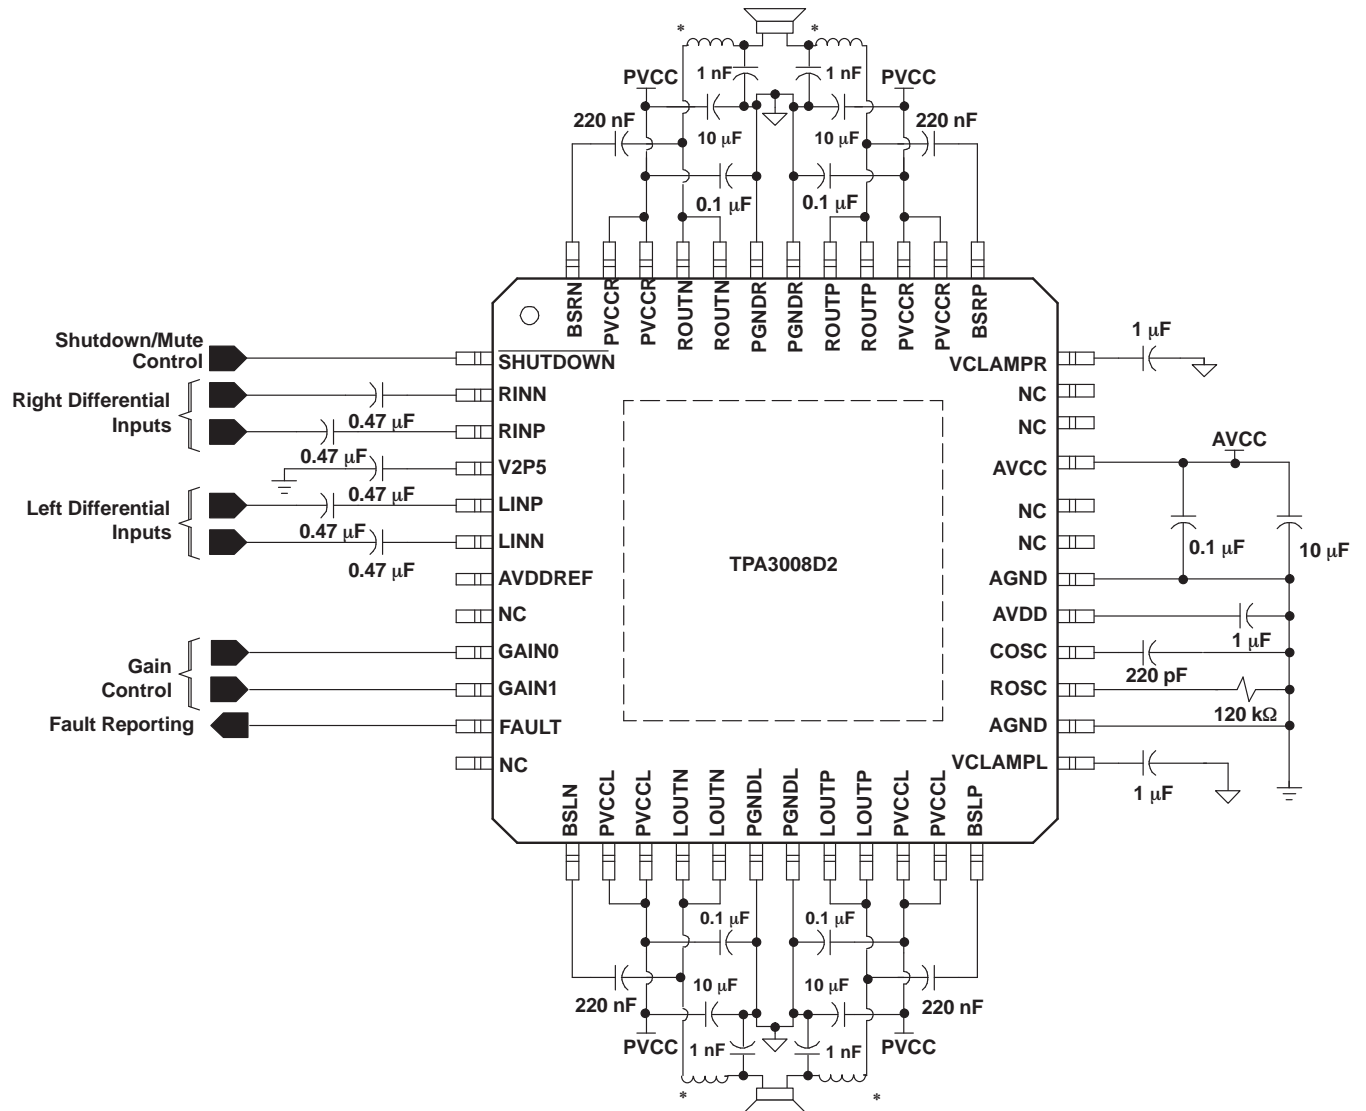 *
*
1 nF
1 nF
PVCC
PVCC
220 nF
10 μF
10 μF
220 nF
0.1 μF
0.1 μF
BSRN
PVCCR
PVCCR
ROUTN
ROUTN
PGNDR
PGNDR
ROUTP
ROUTP
PVCCR
PVCCR
BSRP
Shutdown/Mute
Control
Right Differential
Inputs
0.47 μF
0.47 μF
0.47 μF
Left Differential
Inputs
0.47 μF
0.47 μF
Gain
Control
Fault Reporting
SHUTDOWN
RINN
RINP
V2P5
LINP
LINN
AVDDREF
NC
GAIN0
GAIN1
FAULT
NC
TPA3008D2
VCLAMPR
NC
NC
AVCC
NC
NC
AGND
AVDD
COSC
ROSC
AGND
VCLAMPL
1 μF
AVCC
0.1 μF
10 μF
1 μF
220 pF
120 kΩ
1 μF
BSLN
PVCCL
PVCCL
LOUTN
LOUTN
PGNDL
PGNDL
LOUTP
LOUTP
PVCCL
PVCCL
BSLP
0.1 μF
0.1 μF
220 nF
10 μF
10 μF
220 nF
PVCC
1 nF
1 nF
PVCC
*
*